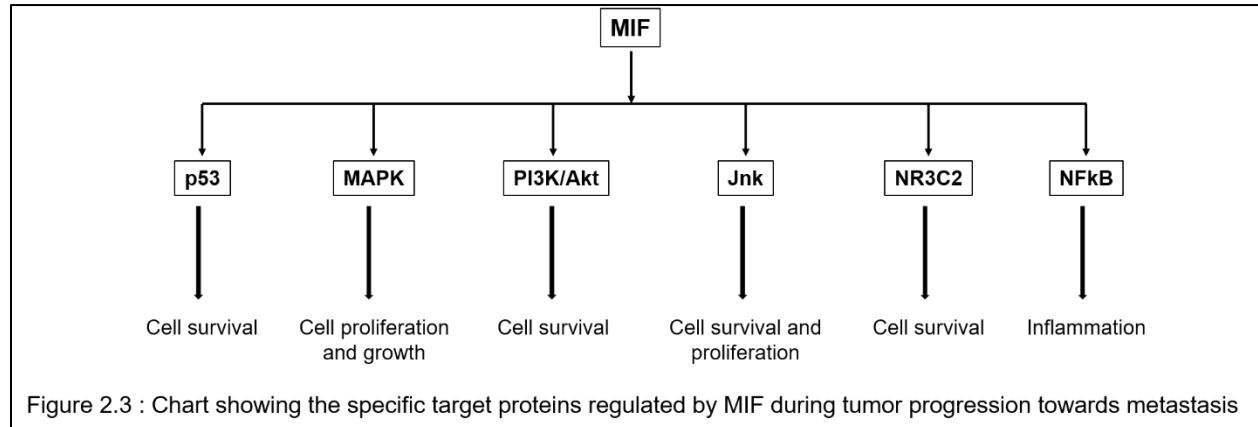 MIF
p53 MAPK PI3K/Akt Jnk NR3C2 NFkB
Cell survival Cell proliferation Cell survival Cell survival and Cell survival Inflammation
and growth proliferation
Figure 2.3 : Chart showing the specific target proteins regulated by MIF during tumor progression towards metastasis